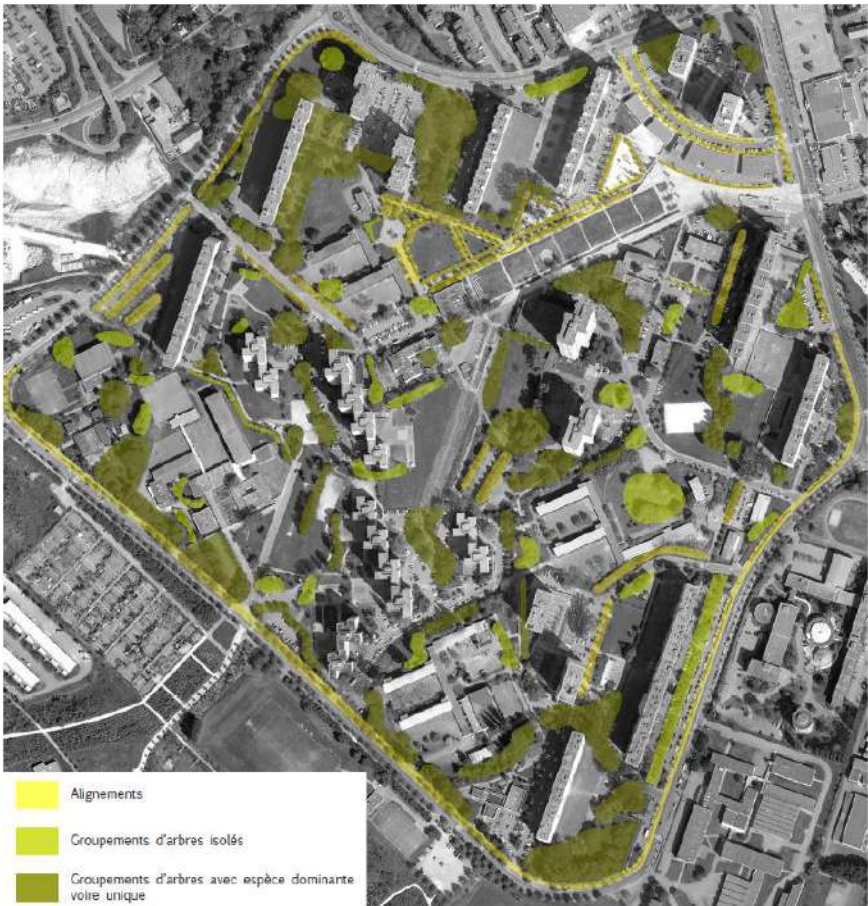 Alignements
Groupements d'arbres isolés
Groupements d'arbres avec espèce dominante
voire unique